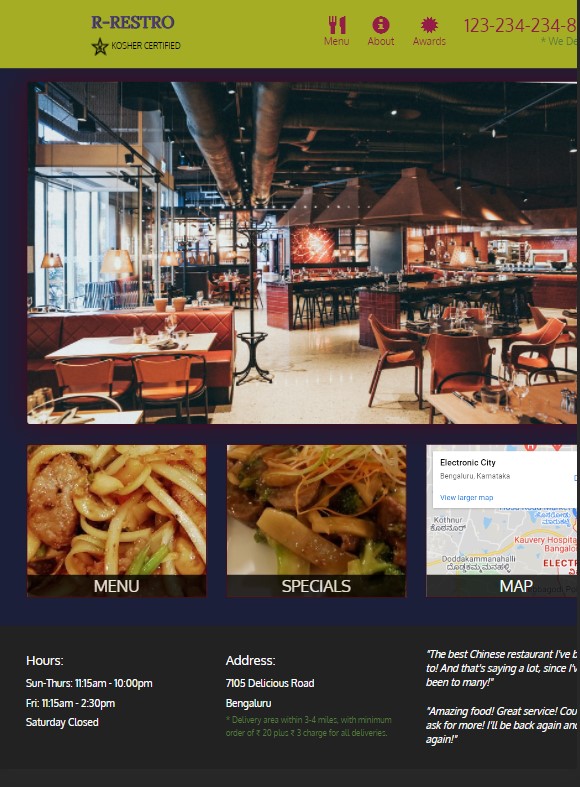 R-RESTRO
KOSHER CERTIFIED
Menu
About
Awards
123-234-234-8
* We De
Electronic City
Bengaluru, Karnataka
View larger map
Kothnur
ಕೊಠನೂರ್
Kauvery Hospita
Bangalo
Doddakammanahalli
ದೊಡ್ಡಕಮ್ಮನಹಳ್ಳಿ
ELECTR
MENU
SPECIALS
MAP
Hours:
Sun-Thurs: 11:15am - 10:00pm
Fri: 11:15am - 2:30pm
Saturday Closed
Address:
7105 Delicious Road
Bengaluru
* Delivery area within 3-4 miles, with minimum
order of ₹ 20 plus ₹ 3 charge for all deliveries.
"The best Chinese restaurant I've b
to! And that's saying a lot, since I'v
been to many!"
"Amazing food! Great service! Cou
ask for more! I'll be back again and
again!"